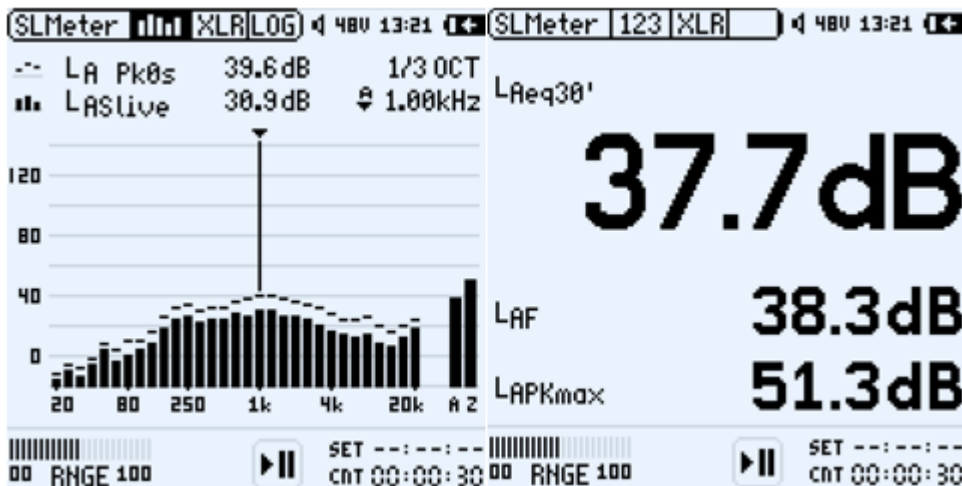 SLMeter XLR LOG 48V 13:21
LA Pk0s 39.6dB 1/3 OCT
LASlive 30.9dB 1.00kHz
120
80
40
0
20 80 250 1k 4k 20k A Z
SET --:--:--
00 RNGE 100 CNT 00:00:30
SLMeter 123 XLR 48V 13:21
LAeq30'
37.7dB
LAF 38.3dB
LAPKmax 51.3dB
SET --:--:--
00 RNGE 100 CNT 00:00:30